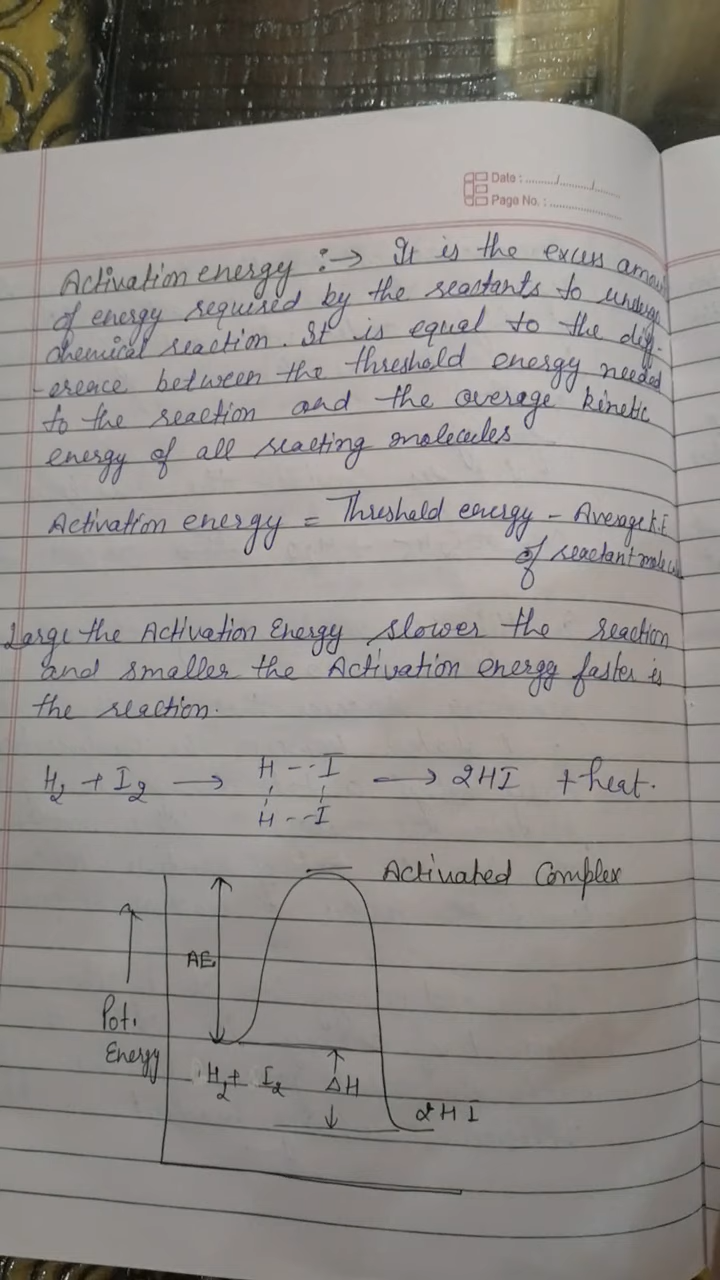 Date : ........./........./.........
Page No. : ........................
Activation energy :→ It is the excess amou
of energy required by the reactants to undergo
chemical reaction. It is equal to the diff-
-erence between the threshold energy needed
to the reaction and the average kinetic
energy of all reacting molecules
Activation energy = Threshold energy - Average K.E
of reactant molecu
Large the Activation Energy slower the reaction
and smaller the Activation energy faster is
the reaction.
H₂ + I₂ → H--I → 2HI + heat.
H--I
Activated Complex
AE
Pot.
Energy
H₂ + I₂ ΔH
2HI